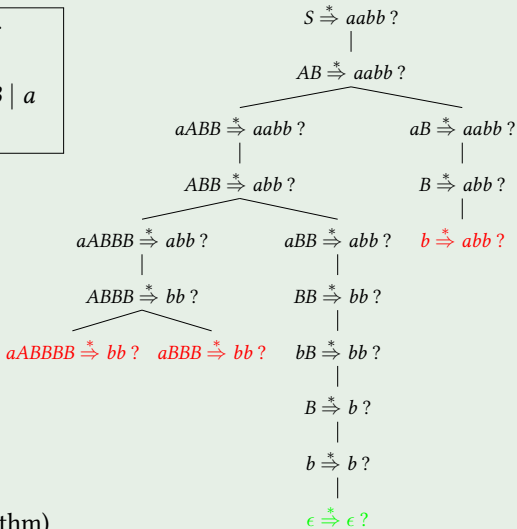 S ⇒* aabb ?
AB ⇒* aabb ?
B | a
aABB ⇒* aabb ? aB ⇒* aabb ?
ABB ⇒* abb ? B ⇒* abb ?
aABBB ⇒* abb ? aBB ⇒* abb ? b ⇒* abb ?
ABBB ⇒* bb ? BB ⇒* bb ?
aABBBB ⇒* bb ? aBBB ⇒* bb ? bB ⇒* bb ?
B ⇒* b ?
b ⇒* b ?
ϵ ⇒* ϵ ?